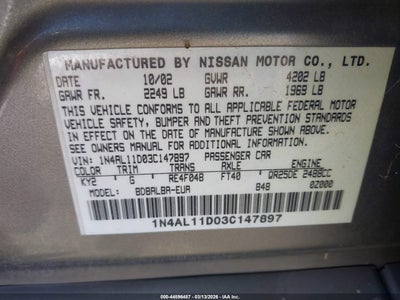 MANUFACTURED BY NISSAN MOTOR CO., LTD.
DATE 10/02 GVWR 4202 LB
GAWR FR. 2249 LB GAWR RR. 1969 LB
THIS VEHICLE CONFORMS TO ALL APPLICABLE FEDERAL MOTOR
VEHICLE SAFETY, BUMPER AND THEFT PREVENTION STANDARDS
IN EFFECT ON THE DATE OF MANUFACTURE SHOWN ABOVE.
SEE OWNERS MANUAL FOR ADDITIONAL INFORMATION.
VIN: 1N4AL11D03C147897 PASSENGER CAR
COLOR TRIM TRANS AXLE ENGINE
KY2 G RE4F04B FT40 QR25DE 2488CC
MODEL: BDBALBA-EUA B48 0Z000
1N4AL11D03C147897
000-44596487 - 03/13/2026 - IAAI.COM